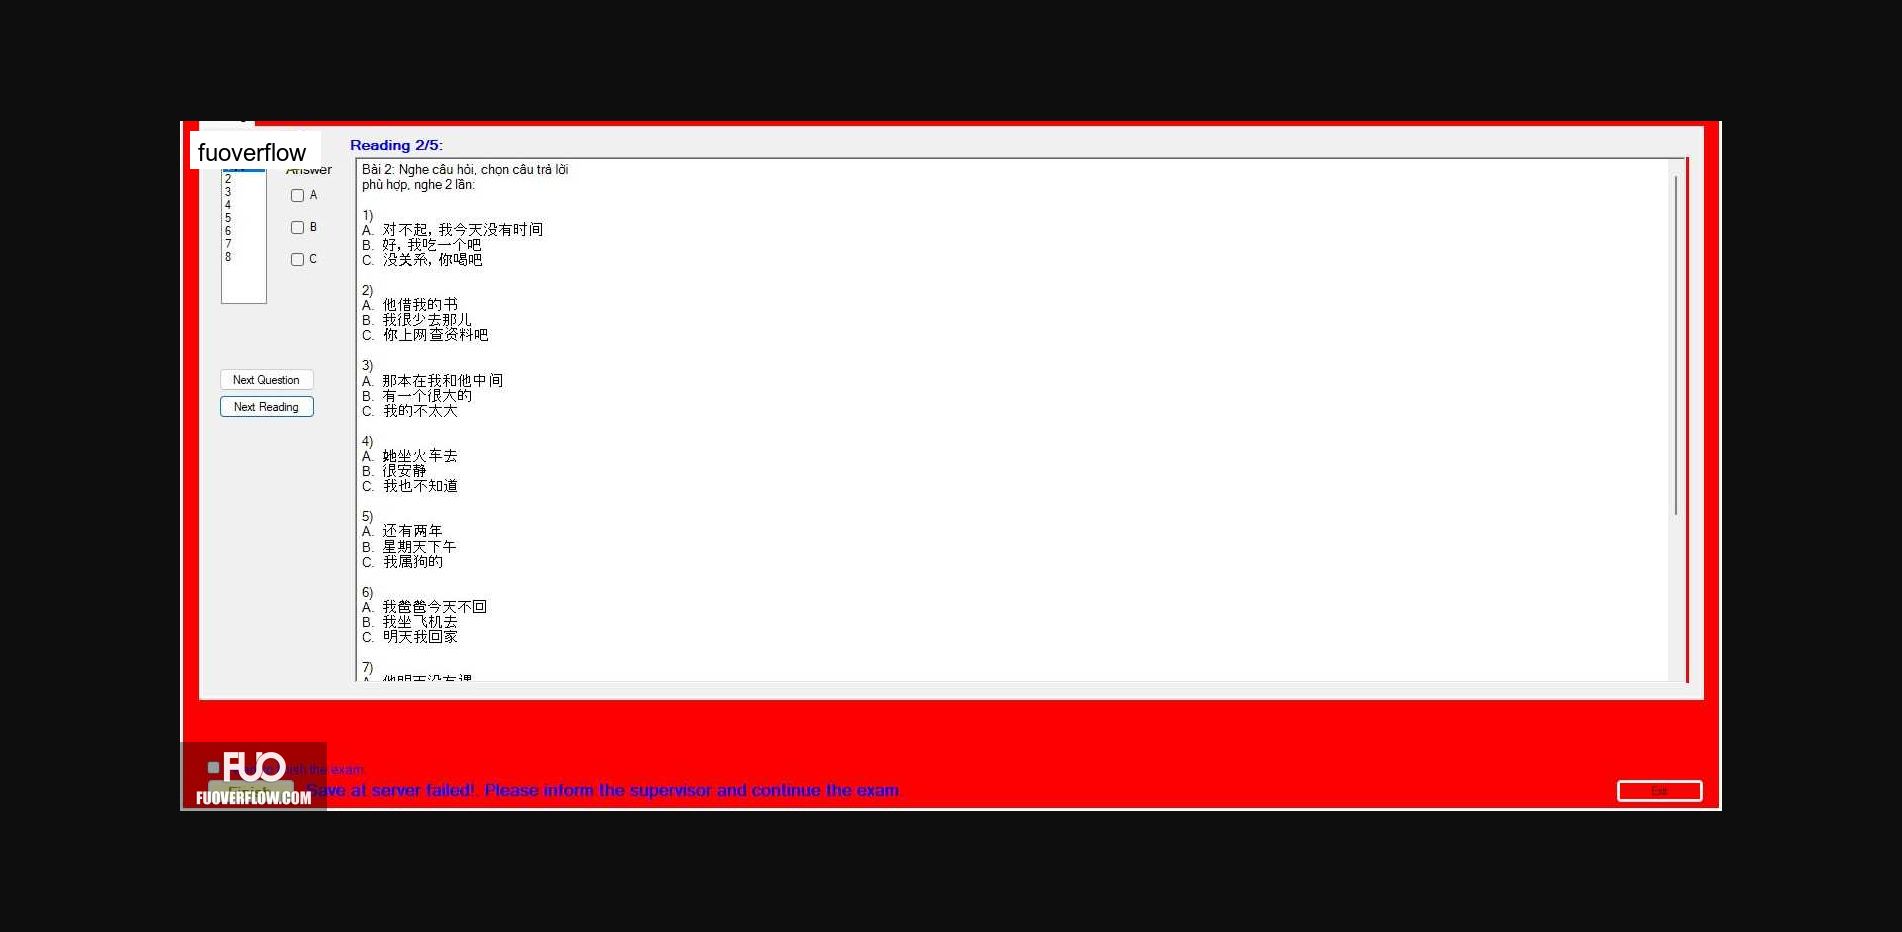 fuoverflow
Reading 2/5:
Answer
2
3
4
5
6
7
8
A
B
C
Next Question
Next Reading
Bài 2: Nghe câu hỏi, chọn câu trả lời
phù hợp, nghe 2 lần:
1)
A. 对不起, 我今天没有时间
B. 好, 我吃一个吧
C. 没关系, 你喝吧
2)
A. 他借我的书
B. 我很少去那儿
C. 你上网查资料吧
3)
A. 那本在我和他中间
B. 有一个很大的
C. 我的不太大
4)
A. 她坐火车去
B. 很安静
C. 我也不知道
5)
A. 还有两年
B. 星期天下午
C. 我属狗的
6)
A. 我爸爸今天不回
B. 我坐飞机去
C. 明天我回家
7)
A. 他明天没有课
FUO
the exam.
FUOVERFLOW.COM
Save at server failed!. Please inform the supervisor and continue the exam.
Exit